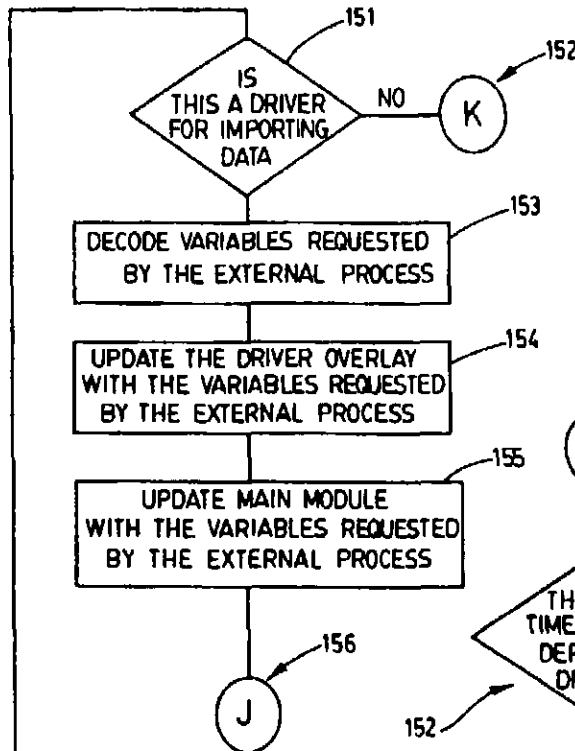 151
IS
THIS A DRIVER
FOR IMPORTING
DATA
NO
152
K
153
DECODE VARIABLES REQUESTED
BY THE EXTERNAL PROCESS
154
UPDATE THE DRIVER OVERLAY
WITH THE VARIABLES REQUESTED
BY THE EXTERNAL PROCESS
155
UPDATE MAIN MODULE
WITH THE VARIABLES REQUESTED
BY THE EXTERNAL PROCESS
156
J
TIME
152